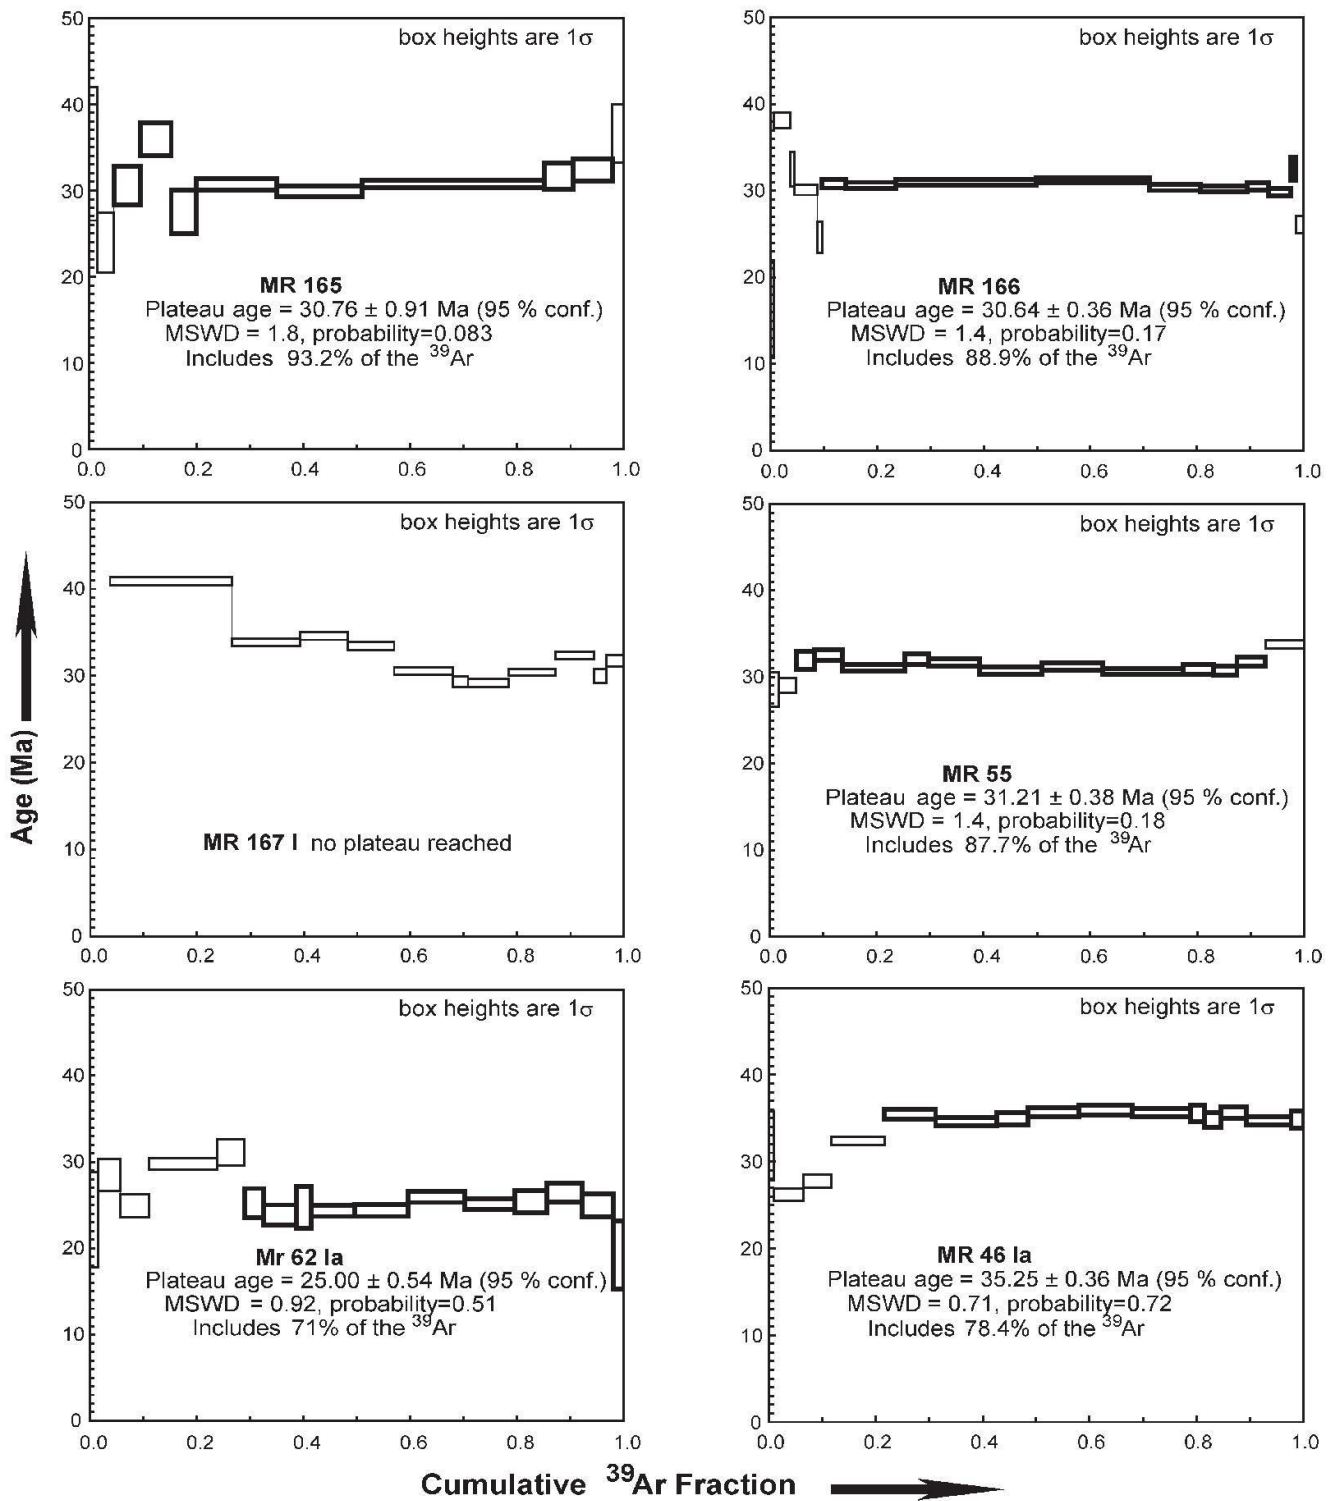 50
40
30
20
10
0
box heights are 1σ
MR 165
Plateau age = 30.76 ± 0.91 Ma (95 % conf.)
MSWD = 1.8, probability=0.083
Includes 93.2% of the ³⁹Ar
0.0 0.2 0.4 0.6 0.8 1.0
50
40
30
20
10
0
box heights are 1σ
MR 166
Plateau age = 30.64 ± 0.36 Ma (95 % conf.)
MSWD = 1.4, probability=0.17
Includes 88.9% of the ³⁹Ar
0.0 0.2 0.4 0.6 0.8 1.0
Age (Ma)
50
40
30
20
10
0
box heights are 1σ
MR 167 I no plateau reached
0.0 0.2 0.4 0.6 0.8 1.0
50
40
30
20
10
0
box heights are 1σ
MR 55
Plateau age = 31.21 ± 0.38 Ma (95 % conf.)
MSWD = 1.4, probability=0.18
Includes 87.7% of the ³⁹Ar
0.0 0.2 0.4 0.6 0.8 1.0
50
40
30
20
10
0
box heights are 1σ
Mr 62 Ia
Plateau age = 25.00 ± 0.54 Ma (95 % conf.)
MSWD = 0.92, probability=0.51
Includes 71% of the ³⁹Ar
0.0 0.2 0.4 0.6 0.8 1.0
50
40
30
20
10
0
box heights are 1σ
MR 46 Ia
Plateau age = 35.25 ± 0.36 Ma (95 % conf.)
MSWD = 0.71, probability=0.72
Includes 78.4% of the ³⁹Ar
0.0 0.2 0.4 0.6 0.8 1.0
Cumulative ³⁹Ar Fraction